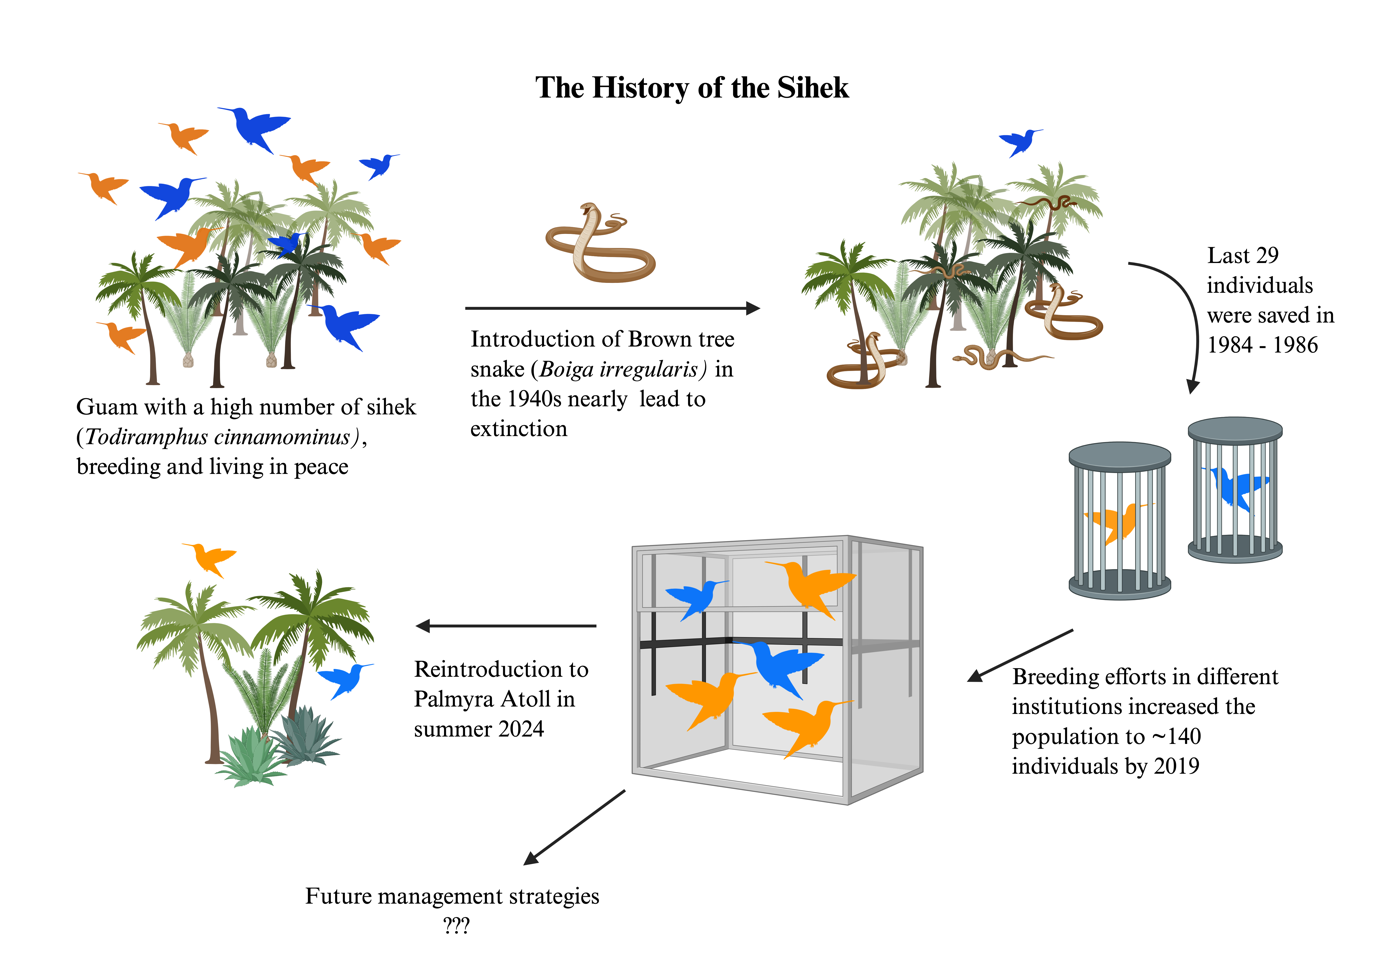 The History of the Sihek
Guam with a high number of sihek
(Todiramphus cinnamominus),
breeding and living in peace
Introduction of Brown tree
snake (Boiga irregularis) in
the 1940s nearly  lead to
extinction
Last 29
individuals
were saved in
1984 - 1986
Breeding efforts in different
institutions increased the
population to ~140
individuals by 2019
Reintroduction to
Palmyra Atoll in
summer 2024
Future management strategies
???